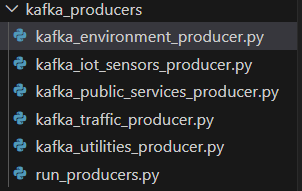 kafka_producers
kafka_environment_producer.py
kafka_iot_sensors_producer.py
kafka_public_services_producer.py
kafka_traffic_producer.py
kafka_utilities_producer.py
run_producers.py